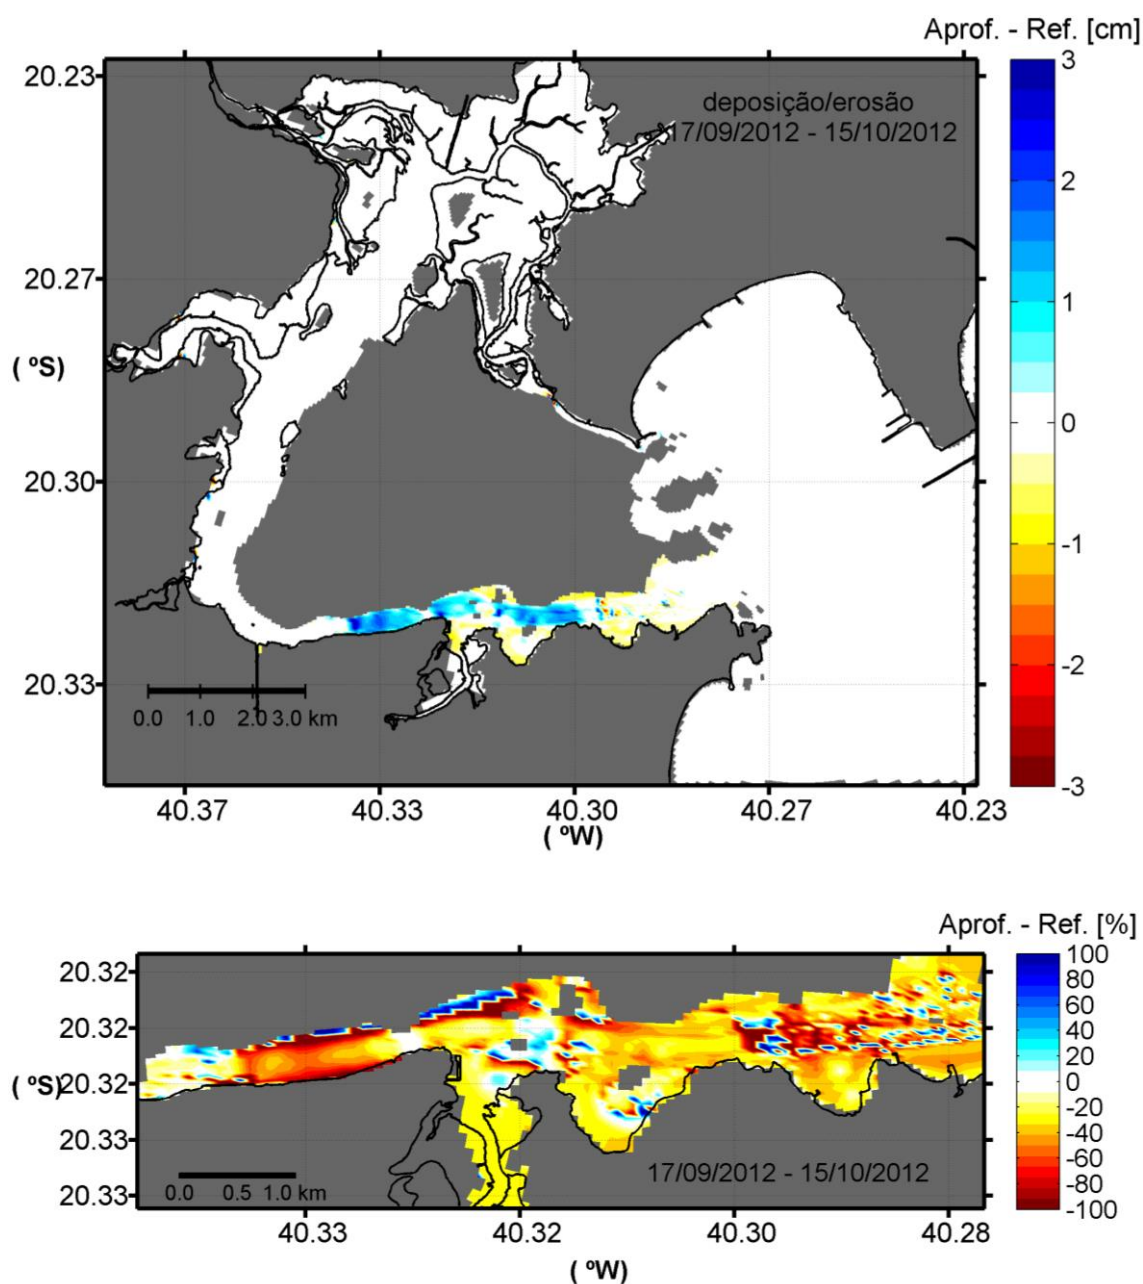 Aprof. - Ref. [cm]
deposição/erosão
17/09/2012 - 15/10/2012
20.23
20.27
( ºS)
20.30
20.33
0.0 1.0 2.0 3.0 km
40.37 40.33 40.30 40.27 40.23
( ºW)
3
2
1
0
-1
-2
-3
Aprof. - Ref. [%]
20.32
20.32
( ºS) 20.32
20.33
20.33
0.0 0.5 1.0 km
17/09/2012 - 15/10/2012
40.33 40.32 40.30 40.28
( ºW)
100
80
60
40
20
0
-20
-40
-60
-80
-100